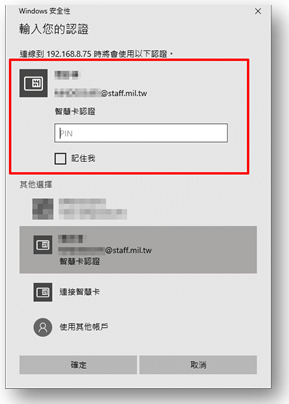 Windows 安全性
輸入您的認證
連線到 192.168.8.75 時將會使用以下認證。
@staff.mil.tw
智慧卡認證
PIN
記住我
其他選擇
@staff.mil.tw
智慧卡認證
連接智慧卡
使用其他帳戶
確定
取消